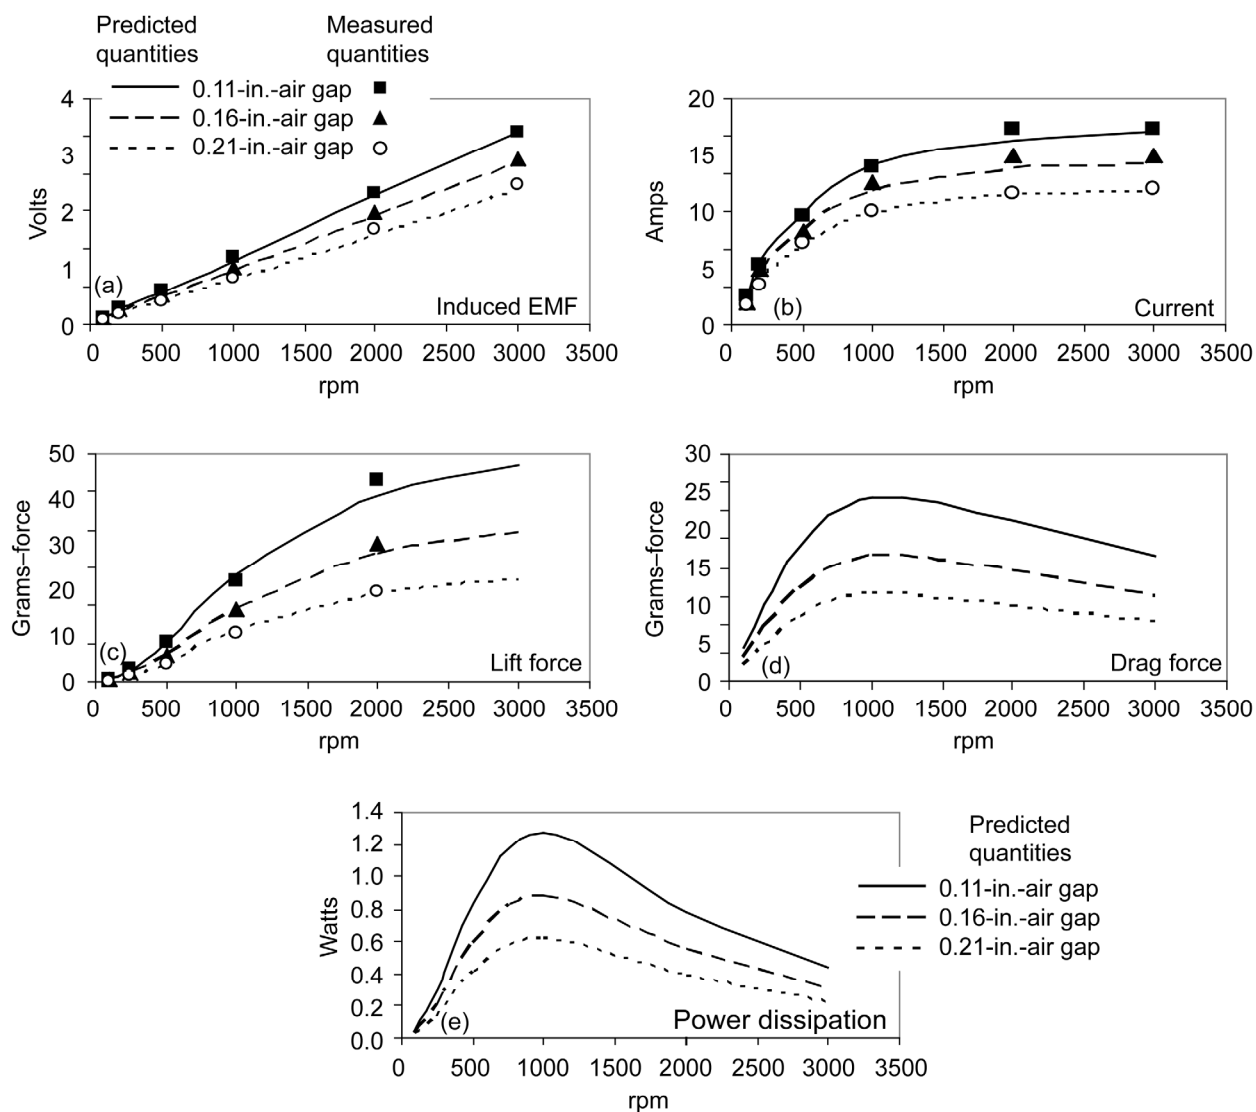 Predicted quantities
Measured quantities
0.11-in.-air gap
0.16-in.-air gap
0.21-in.-air gap
4
3
2
1
0
Volts
(a)
Induced EMF
0 500 1000 1500 2000 2500 3000 3500
rpm
20
15
10
5
0
Amps
(b)
Current
0 500 1000 1500 2000 2500 3000 3500
rpm
50
40
30
20
10
0
Grams–force
(c)
Lift force
0 500 1000 1500 2000 2500 3000 3500
rpm
30
25
20
15
10
5
0
Grams–force
(d)
Drag force
0 500 1000 1500 2000 2500 3000 3500
rpm
1.4
1.2
1.0
0.8
0.6
0.4
0.2
0.0
Watts
(e)
Power dissipation
0 500 1000 1500 2000 2500 3000 3500
rpm
Predicted
quantities
0.11-in.-air gap
0.16-in.-air gap
0.21-in.-air gap